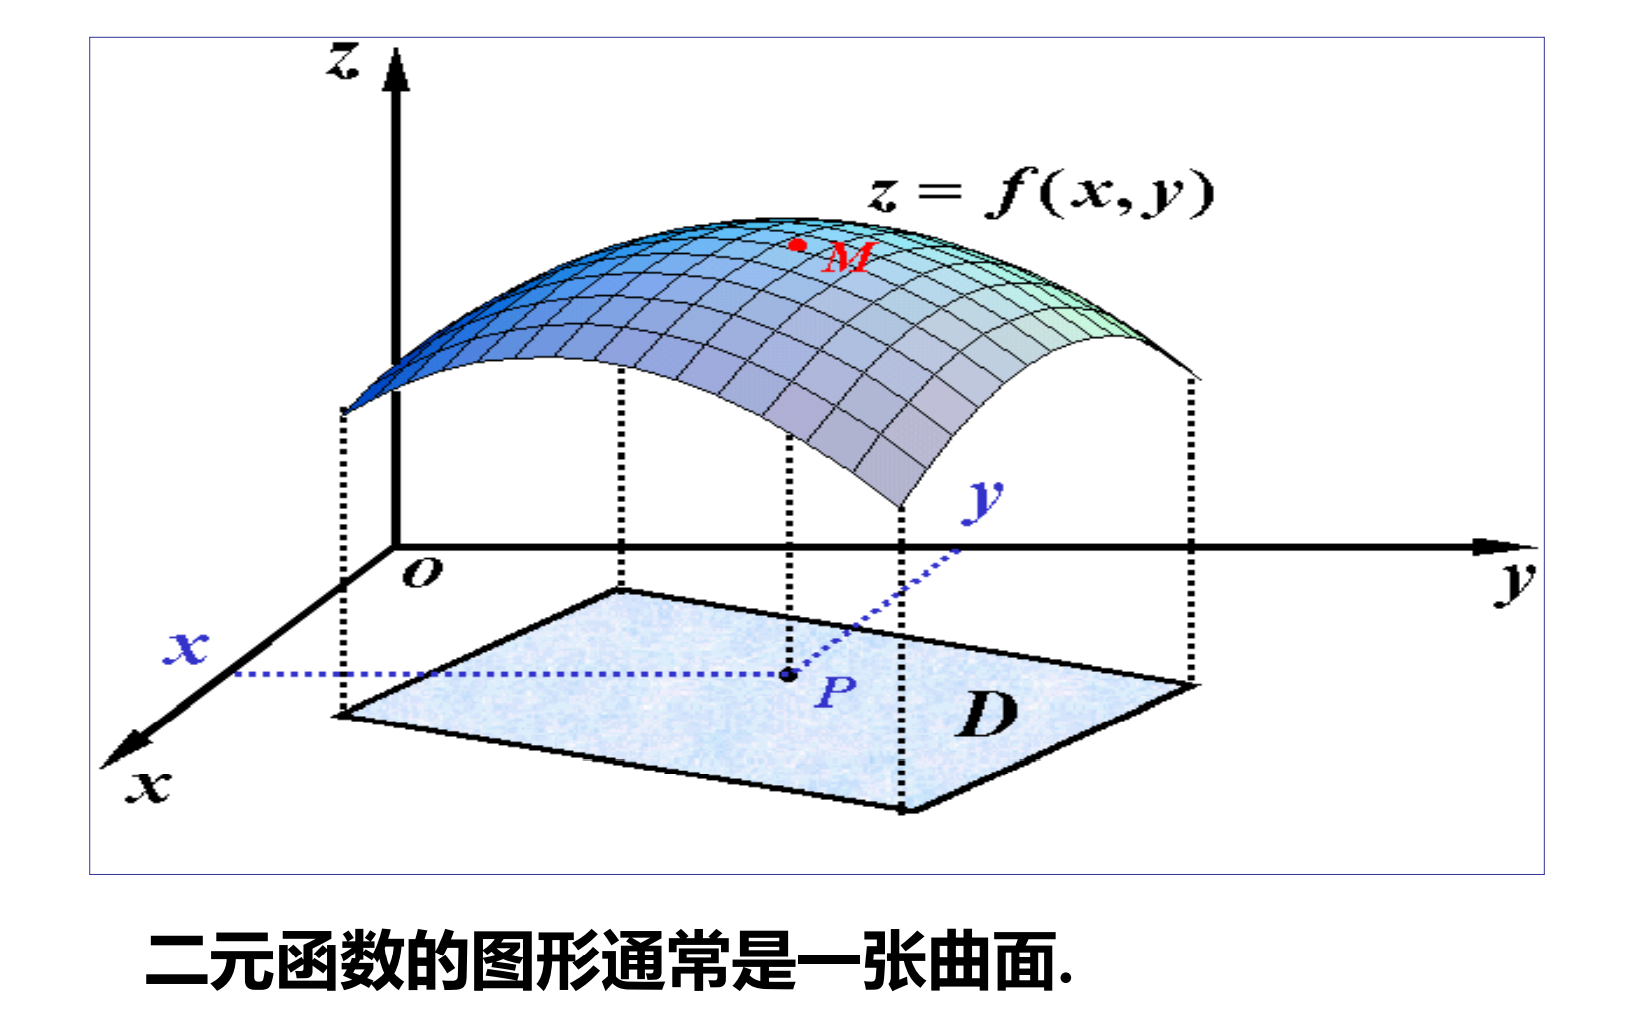 z
z = f(x, y)
M
y
o
y
x
P
D
x
二元函数的图形通常是一张曲面.